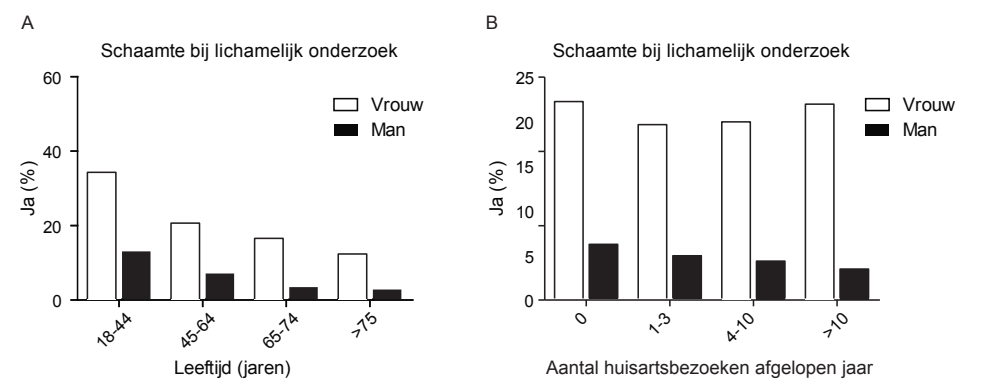 A
Schaamte bij lichamelijk onderzoek
60
40
20
0
Ja (%)
Vrouw
Man
18-44
45-64
65-74
>75
Leeftijd (jaren)
B
Schaamte bij lichamelijk onderzoek
25
20
15
10
5
0
Ja (%)
Vrouw
Man
0
1-3
4-10
>10
Aantal huisartsbezoeken afgelopen jaar